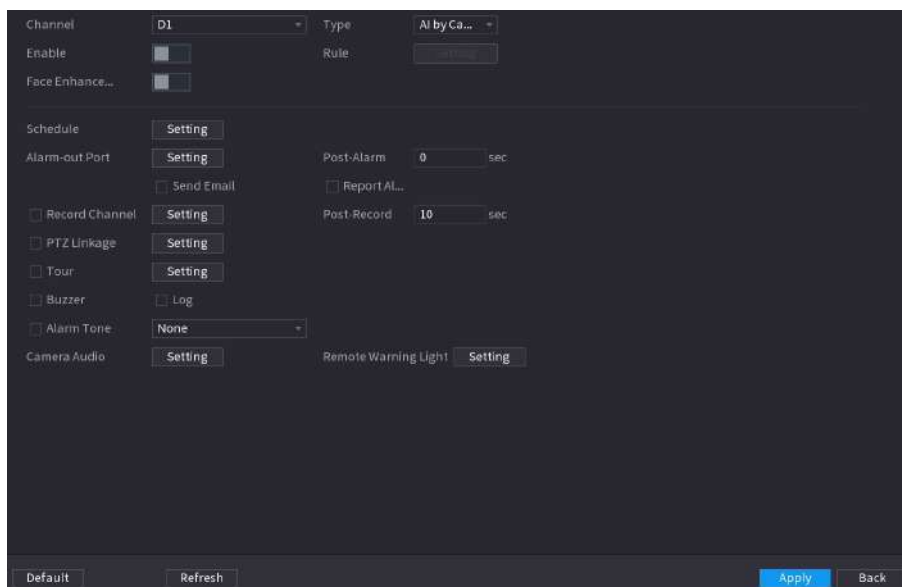 Channel D1 Type AI by Ca...
Enable Rule Setting
Face Enhance...
Schedule Setting
Alarm-out Port Setting Post-Alarm 0 sec
Send Email Report Al...
Record Channel Setting Post-Record 10 sec
PTZ Linkage Setting
Tour Setting
Buzzer Log
Alarm Tone None
Camera Audio Setting Remote Warning Light Setting
Default Refresh Apply Back